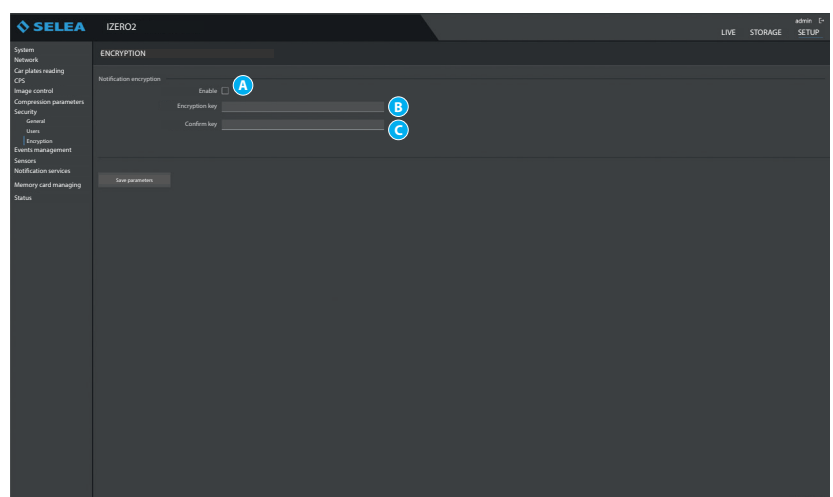 SELEA
IZERO2
admin
LIVE STORAGE SETUP
System
Network
Car plates reading
CPS
Image control
Compression parameters
Security
General
Users
Encryption
Events management
Sensors
Notification services
Memory card managing
Status
ENCRYPTION
Notification encryption
Enable A
Encryption key B
Confirm key C
Save parameters